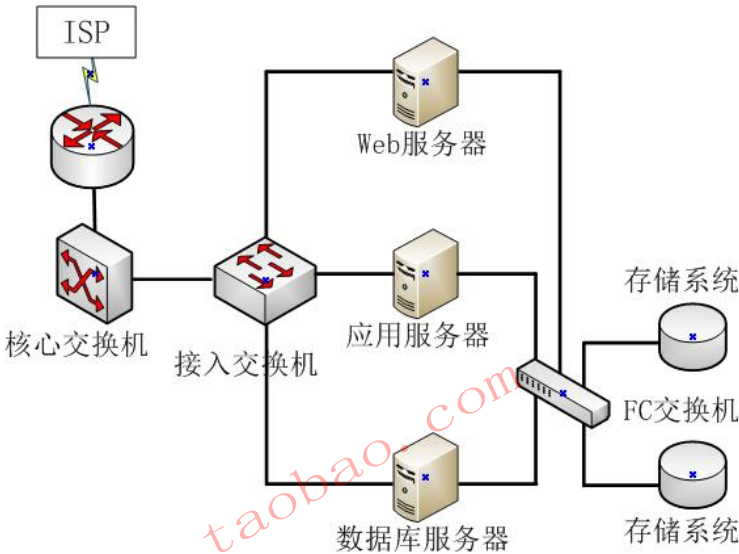 ISP
Web服务器
存储系统
核心交换机
接入交换机
应用服务器
FC交换机
数据库服务器
存储系统
taobao.com